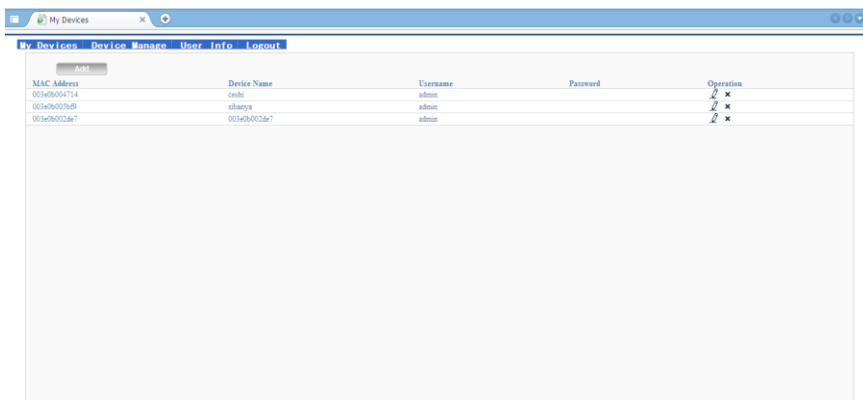 My Devices
My Devices Device Manage User Info Logout
Add
MAC Address Device Name Username Password Operation
003e0b004714 ceshi admin
003e0b005bf9 xibanya admin
003e0b002de7 003e0b002de7 admin